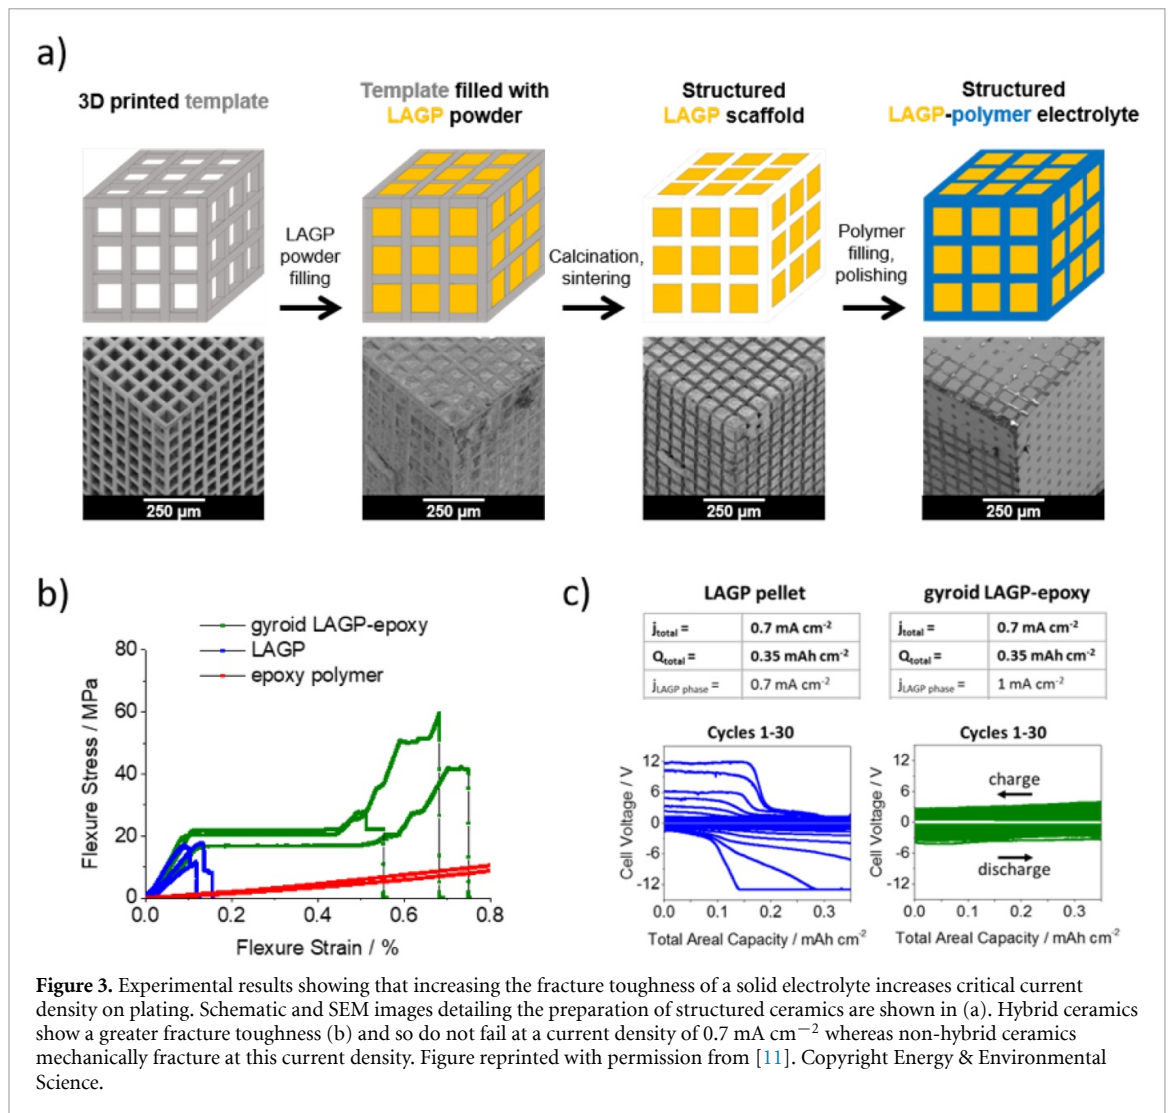 a)
3D printed template
Template filled with
LAGP powder
Structured
LAGP scaffold
Structured
LAGP-polymer electrolyte
LAGP
powder
filling
Calcination,
sintering
Polymer
filling,
polishing
250 µm
250 µm
250 µm
250 µm
b)
gyroid LAGP-epoxy
LAGP
epoxy polymer
80
60
40
20
0
Flexure Stress / MPa
0.0
0.2
0.4
0.6
0.8
Flexure Strain / %
c)
LAGP pellet
j_total = 0.7 mA cm⁻²
Q_total = 0.35 mAh cm⁻²
j_LAGP phase = 0.7 mA cm⁻²
gyroid LAGP-epoxy
j_total = 0.7 mA cm⁻²
Q_total = 0.35 mAh cm⁻²
j_LAGP phase = 1 mA cm⁻²
Cycles 1-30
12
6
0
-6
-12
Cell Voltage / V
0.0
0.1
0.2
0.3
Total Areal Capacity / mAh cm⁻²
Cycles 1-30
charge
discharge
12
6
0
-6
-12
Cell Voltage / V
0.0
0.1
0.2
0.3
Total Areal Capacity / mAh cm⁻²
Figure 3. Experimental results showing that increasing the fracture toughness of a solid electrolyte increases critical current
density on plating. Schematic and SEM images detailing the preparation of structured ceramics are shown in (a). Hybrid ceramics
show a greater fracture toughness (b) and so do not fail at a current density of 0.7 mA cm⁻² whereas non-hybrid ceramics
mechanically fracture at this current density. Figure reprinted with permission from [11]. Copyright Energy & Environmental
Science.